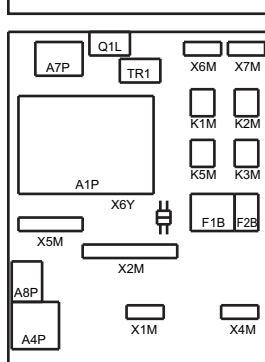 Q1L
A7P
TR1
X6M
X7M
K1M
K2M
A1P
K5M
K3M
X6Y
F1B
F2B
X5M
X2M
A8P
A4P
X1M
X4M